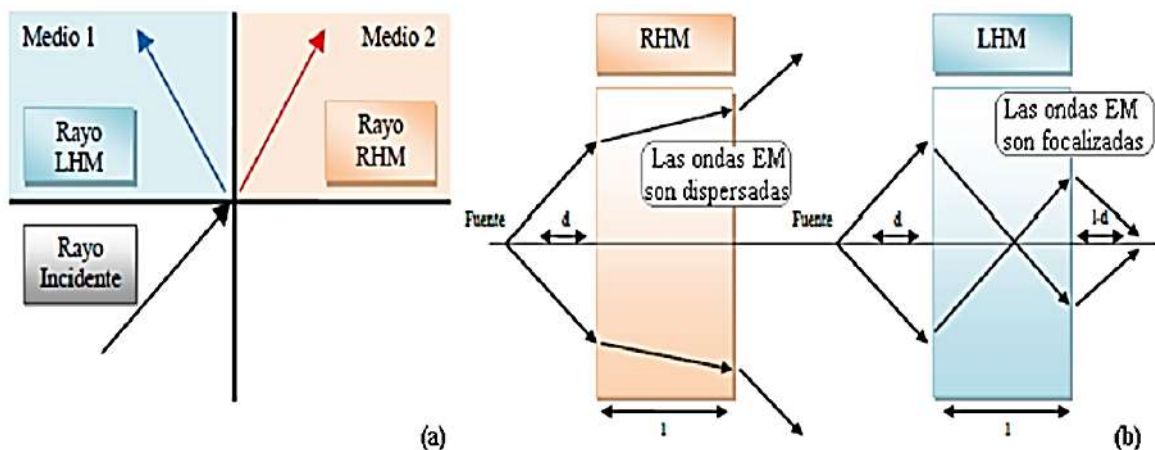 Medio 1
Medio 2
Rayo
LHM
Rayo
RHM
Rayo
Incidente
(a)
RHM
Las ondas EM
son dispersadas
Fuente
d
l
LHM
Las ondas EM
son focalizadas
Fuente
d
l-d
l
(b)